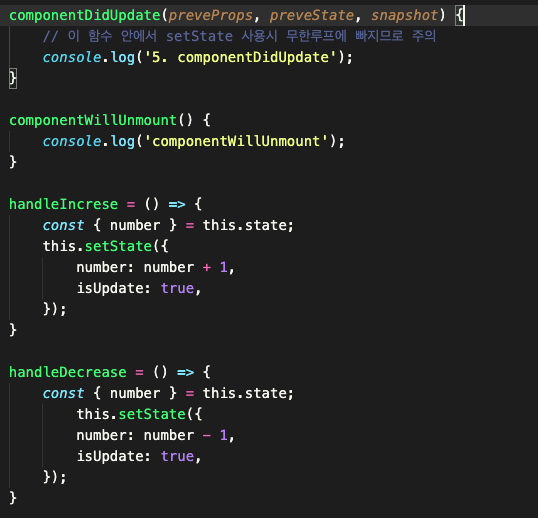 componentDidUpdate(preveProps, preveState, snapshot) {
// 이 함수 안에서 setState 사용시 무한루프에 빠지므로 주의
console.log('5. componentDidUpdate');
}
componentWillUnmount() {
console.log('componentWillUnmount');
}
handleIncrese = () => {
const { number } = this.state;
this.setState({
number: number + 1,
isUpdate: true,
});
}
handleDecrease = () => {
const { number } = this.state;
this.setState({
number: number - 1,
isUpdate: true,
});
}